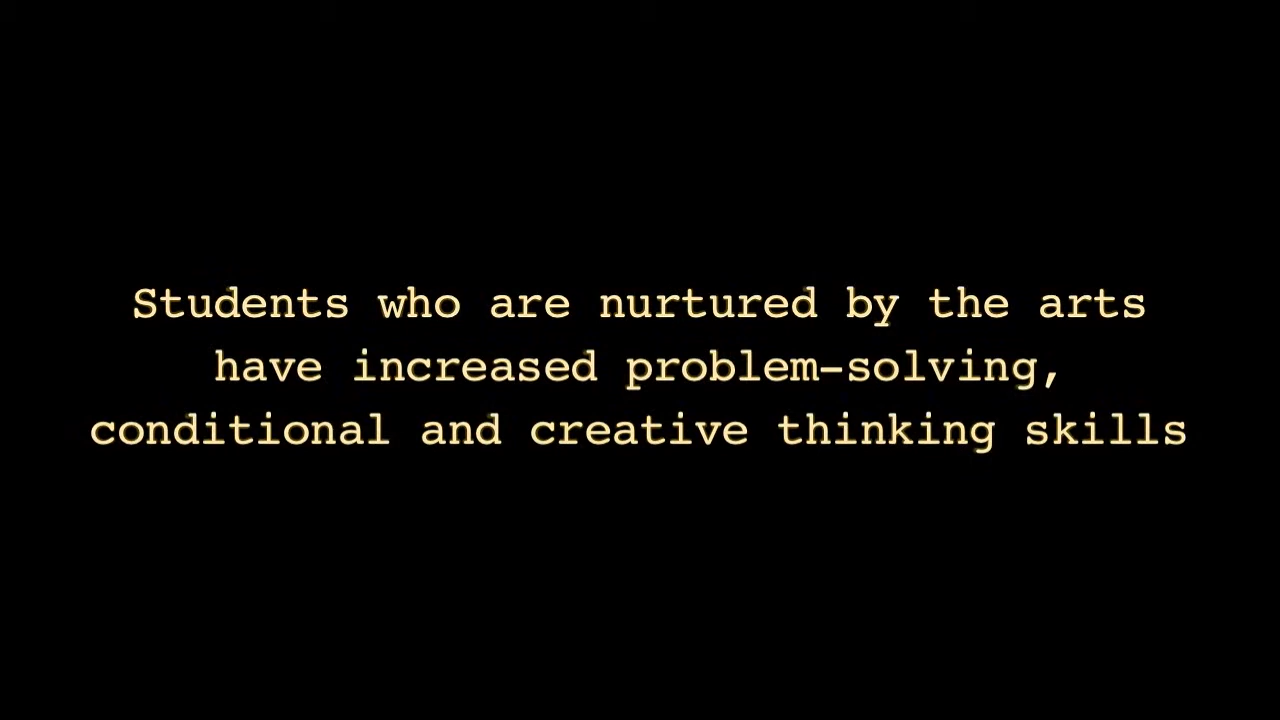 Students who are nurtured by the arts
have increased problem-solving,
conditional and creative thinking skills